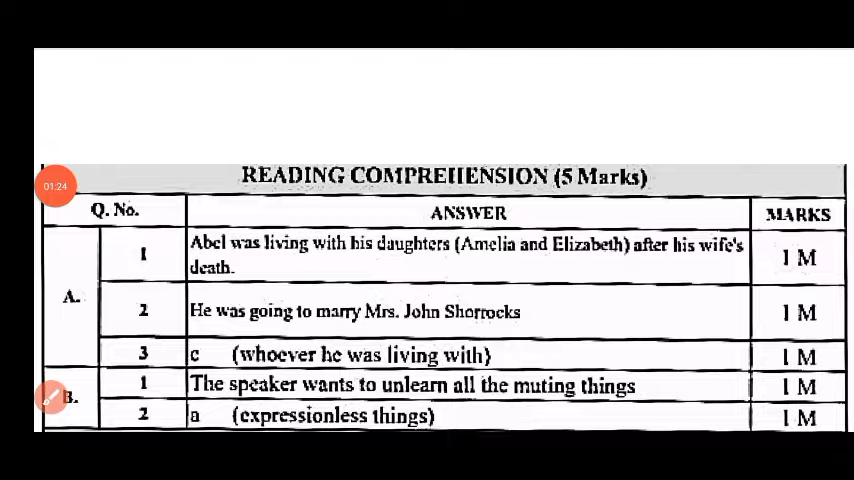 READING COMPREHENSION (5 Marks)
01:24
Q. No. ANSWER MARKS
A. 1 Abel was living with his daughters (Amelia and Elizabeth) after his wife's death. 1 M
2 He was going to marry Mrs. John Shorrocks 1 M
3 c (whoever he was living with) 1 M
B. 1 The speaker wants to unlearn all the muting things 1 M
2 a (expressionless things) 1 M